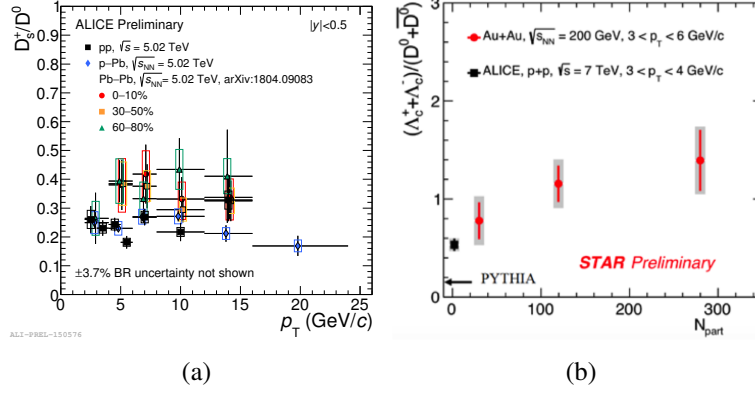 D_s^+/D^0
ALICE Preliminary
|y|<0.5
pp, √s = 5.02 TeV
p–Pb, √s_NN = 5.02 TeV
Pb–Pb, √s_NN = 5.02 TeV, arXiv:1804.09083
0–10%
30–50%
60–80%
1
0.9
0.8
0.7
0.6
0.5
0.4
0.3
0.2
0.1
0
±3.7% BR uncertainty not shown
0 5 10 15 20 25
p_T (GeV/c)
ALI-PREL-150576
(a)
(Λ_c^+ + Λ_c^-)/(D^0 + D̅^0)
Au+Au, √s_NN = 200 GeV, 3 < p_T < 6 GeV/c
ALICE, p+p, √s = 7 TeV, 3 < p_T < 4 GeV/c
3
2
1
0
STAR Preliminary
PYTHIA
0 100 200 300
N_part
(b)